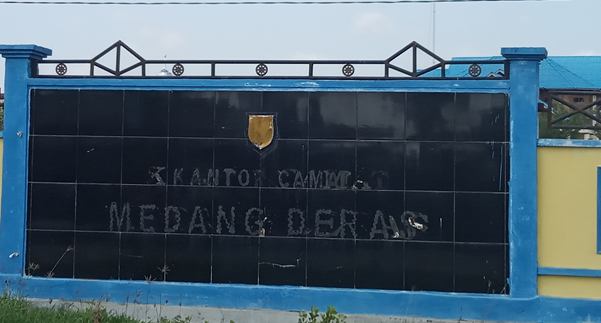 KANTOR CAMAT
MEDANG DERAS